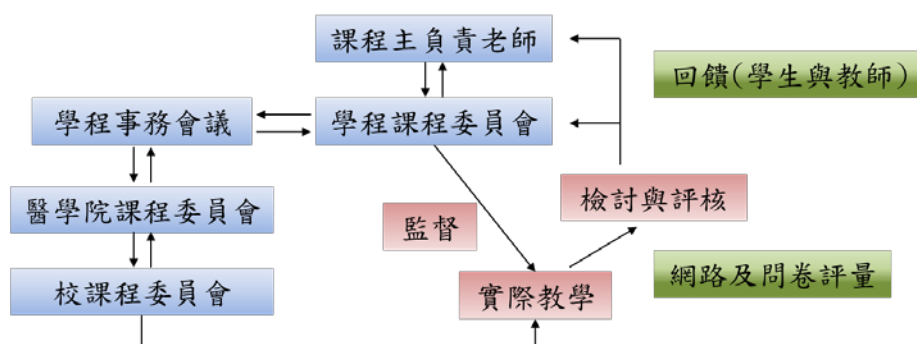 課程主負責老師
回饋(學生與教師)
學程事務會議
學程課程委員會
醫學院課程委員會
監督
檢討與評核
校課程委員會
實際教學
網路及問卷評量